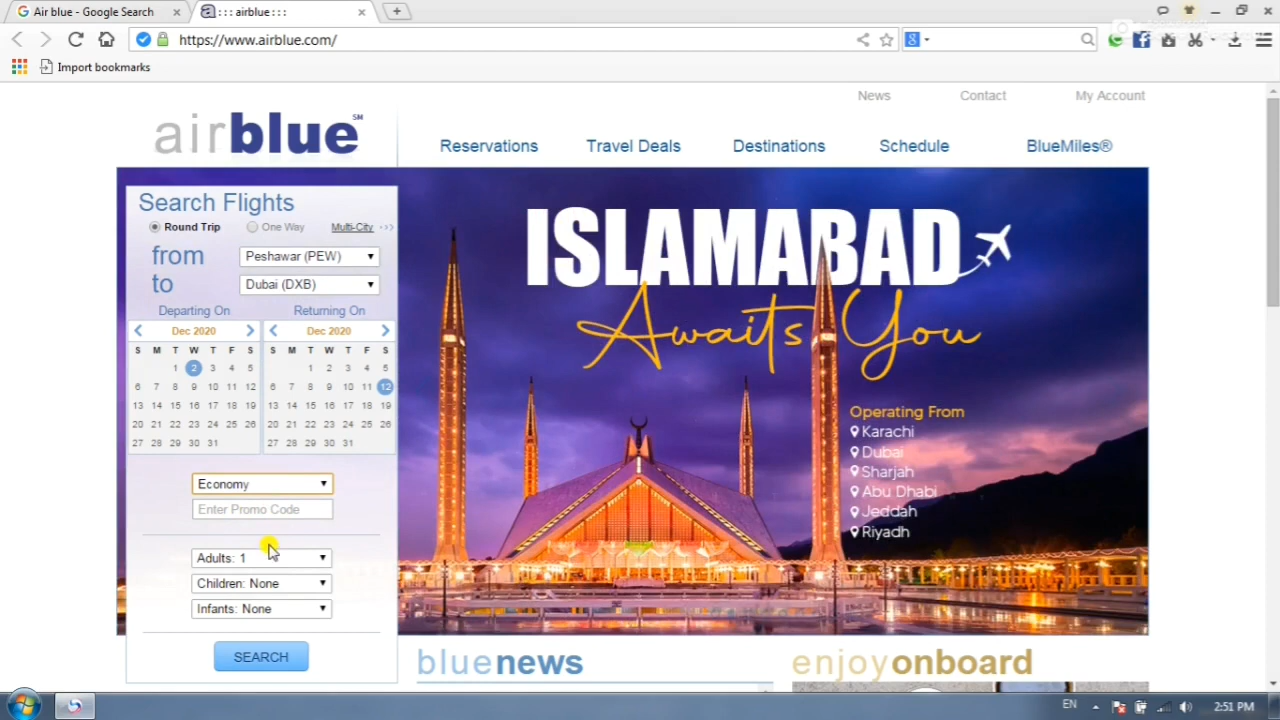 Air blue - Google Search
::: airblue :::
https://www.airblue.com/
Import bookmarks
News Contact My Account
airblue SM
Reservations Travel Deals Destinations Schedule BlueMiles®
Search Flights
Round Trip One Way Multi-City
from Peshawar (PEW)
to Dubai (DXB)
Departing On Returning On
Dec 2020 Dec 2020
S M T W T F S S M T W T F S
1 2 3 4 5 1 2 3 4 5
6 7 8 9 10 11 12 6 7 8 9 10 11 12
13 14 15 16 17 18 19 13 14 15 16 17 18 19
20 21 22 23 24 25 26 20 21 22 23 24 25 26
27 28 29 30 31 27 28 29 30 31
Economy
Enter Promo Code
Adults: 1
Children: None
Infants: None
SEARCH
ISLAMABAD
Awaits You
Operating From
Karachi
Dubai
Sharjah
Abu Dhabi
Jeddah
Riyadh
bluenews
enjoyonboard
EN 2:51 PM